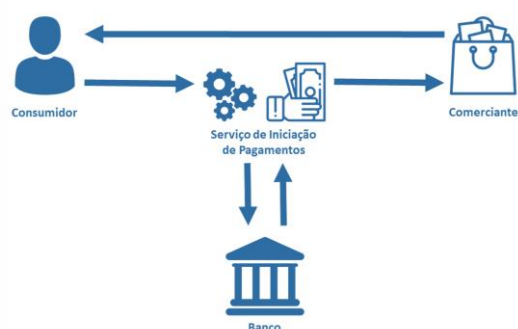 Consumidor
Comerciante
Serviço de Iniciação
de Pagamentos
Banco